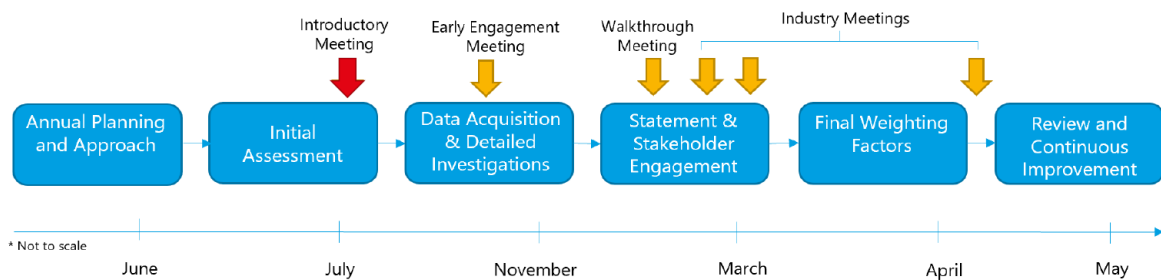 Introductory
Meeting
Early Engagement
Meeting
Walkthrough
Meeting
Industry Meetings
Annual Planning
and Approach
Initial
Assessment
Data Acquisition
& Detailed
Investigations
Statement &
Stakeholder
Engagement
Final Weighting
Factors
Review and
Continuous
Improvement
* Not to scale
June
July
November
March
April
May